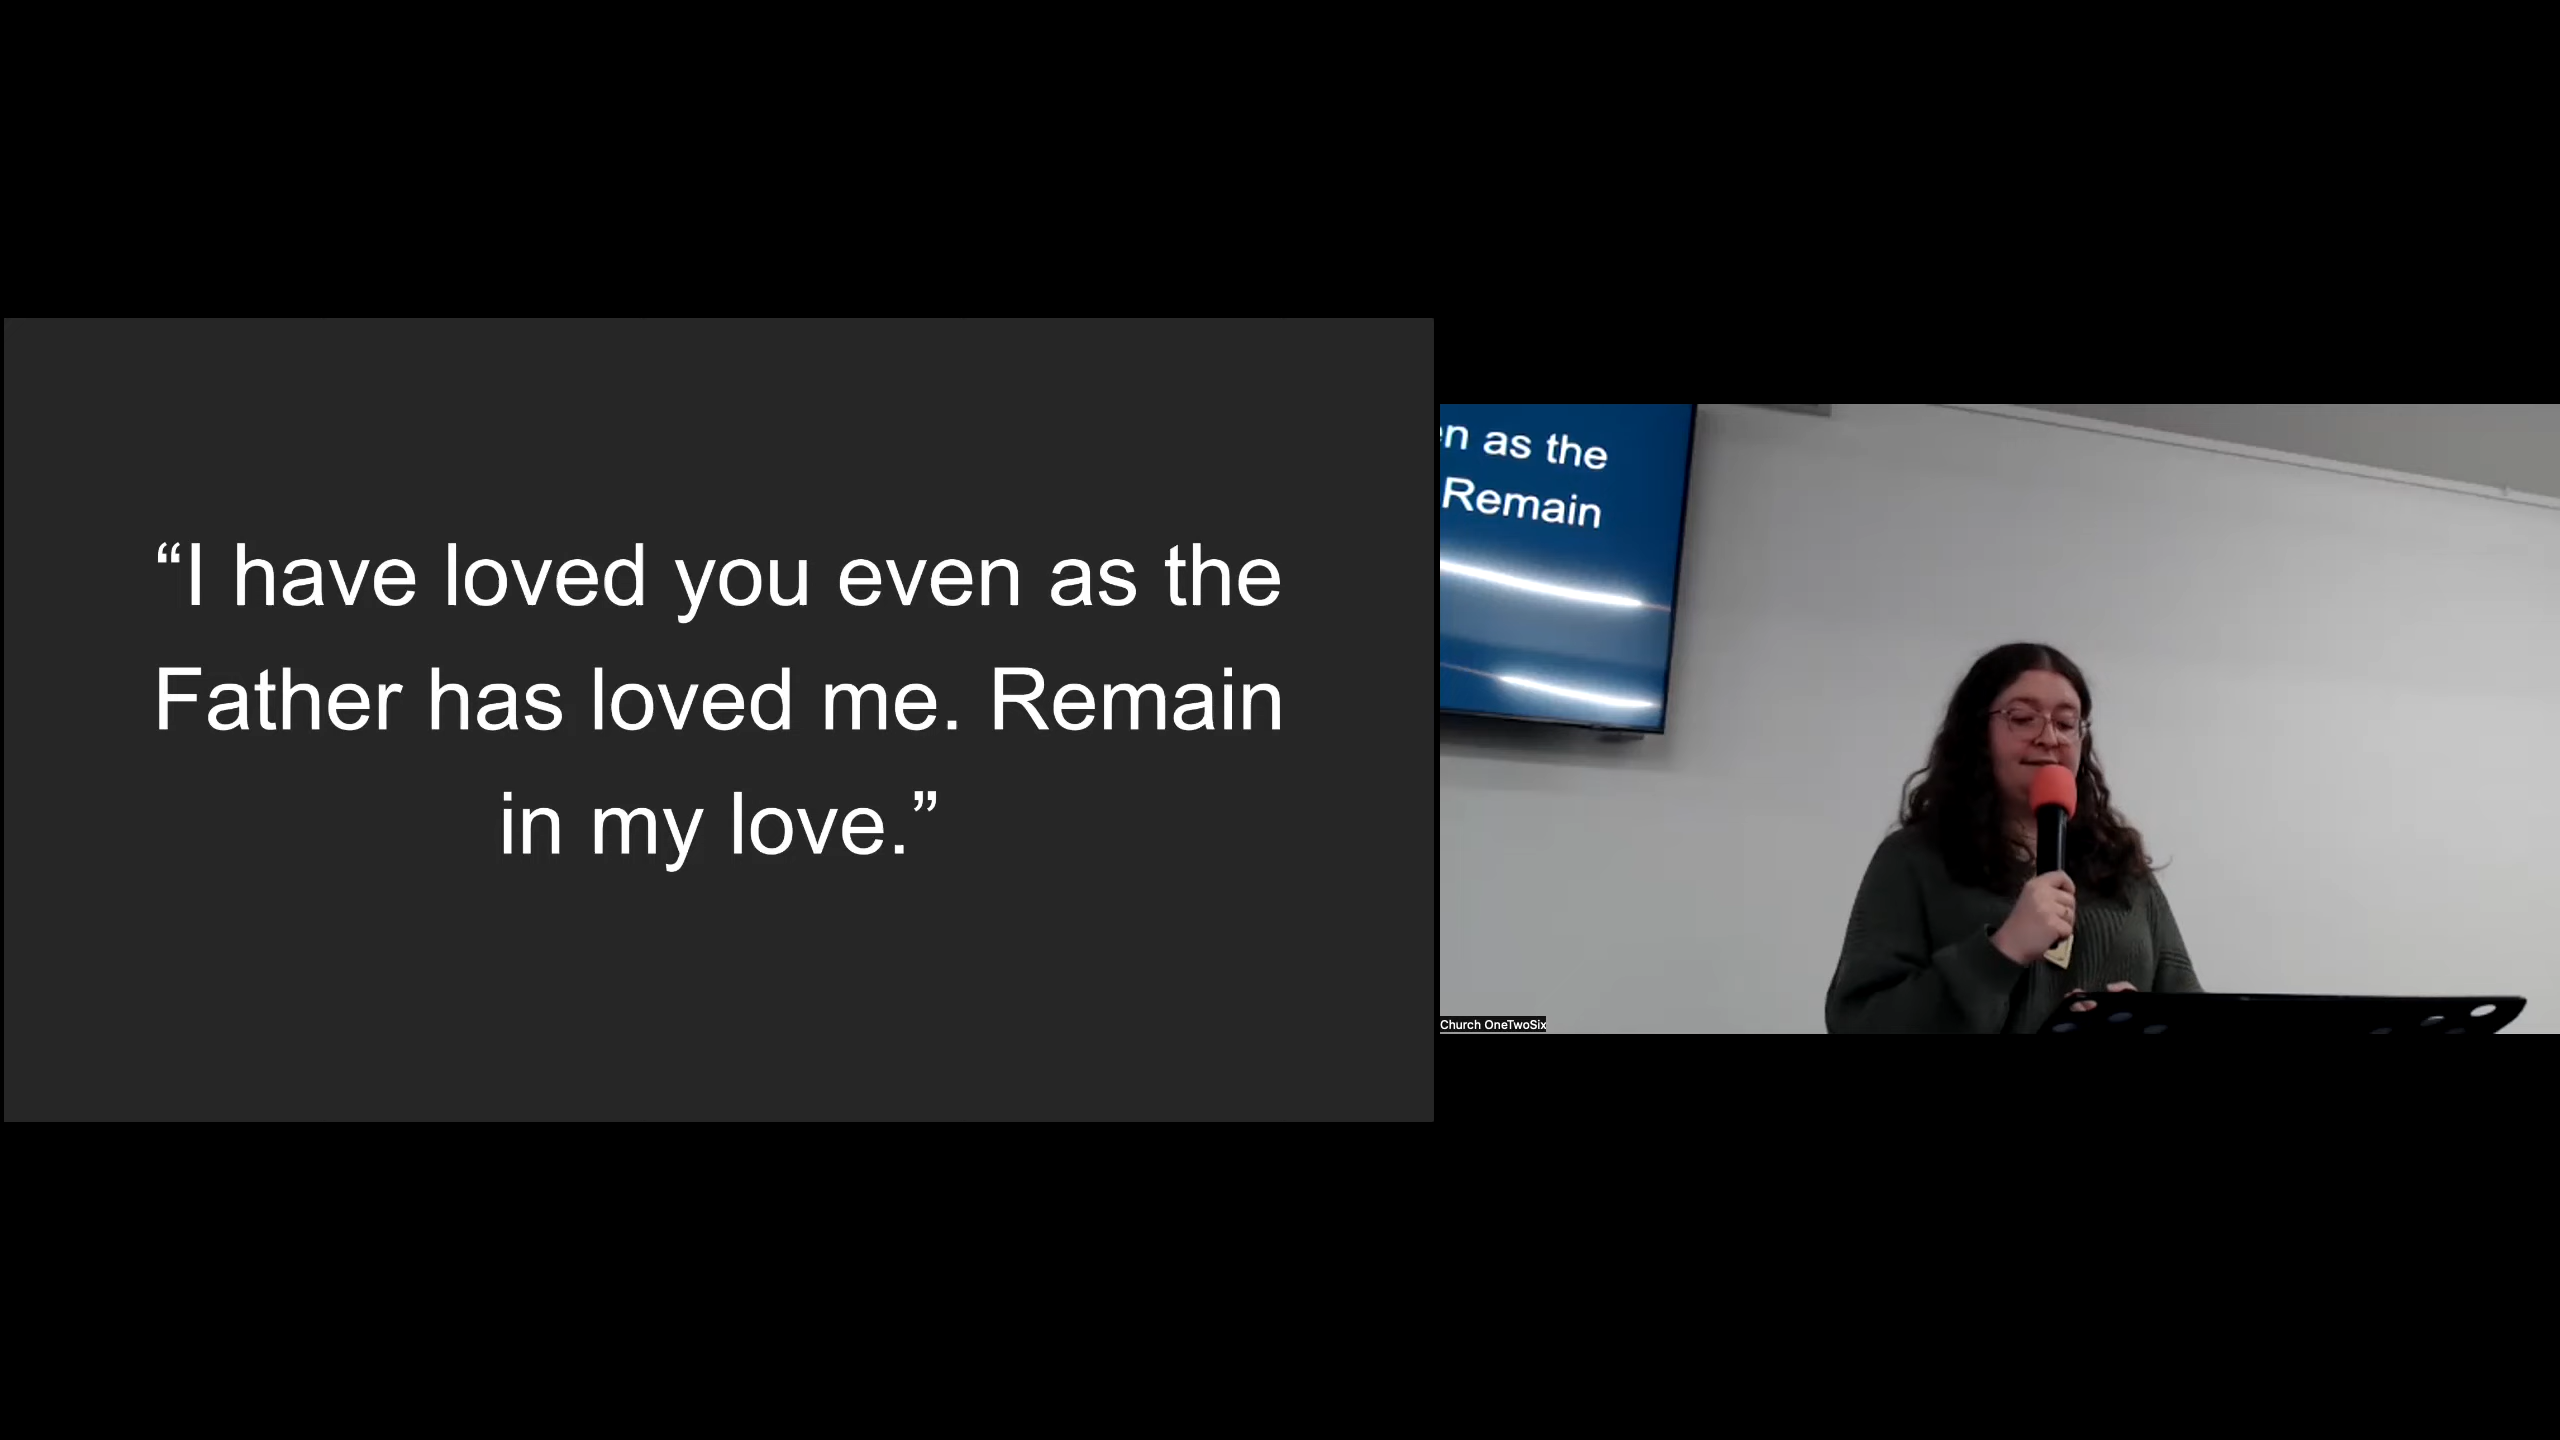 “I have loved you even as the
Father has loved me. Remain
in my love.”
en as the
Remain
Church OneTwoSix